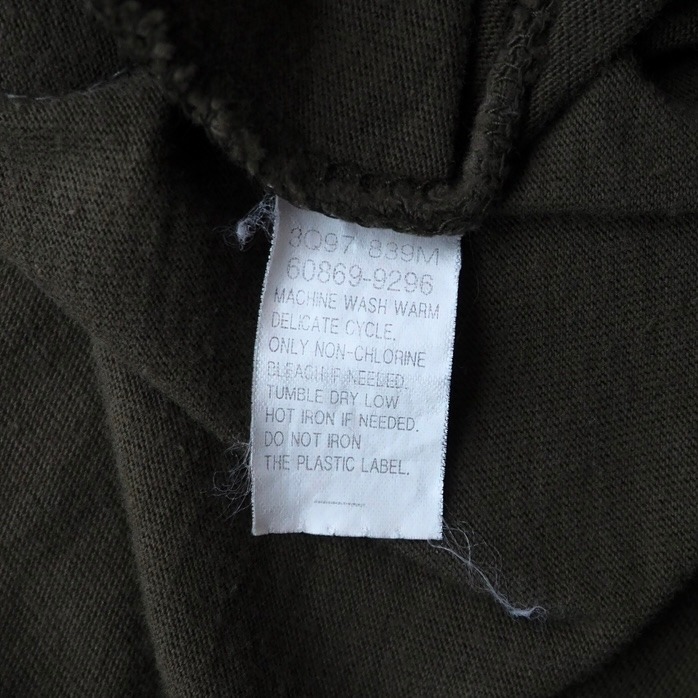 3Q97 839M
60869-9296
MACHINE WASH WARM
DELICATE CYCLE.
ONLY NON-CHLORINE
BLEACH IF NEEDED.
TUMBLE DRY LOW
HOT IRON IF NEEDED.
DO NOT IRON
THE PLASTIC LABEL.